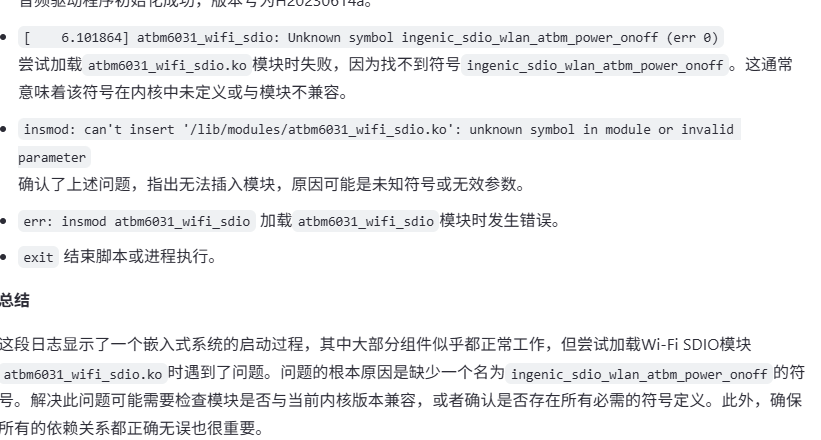 音频驱动程序初始化成功，版本号为H20230614a。
[    6.101864] atbm6031_wifi_sdio: Unknown symbol ingenic_sdio_wlan_atbm_power_onoff (err 0)
尝试加载 atbm6031_wifi_sdio.ko 模块时失败，因为找不到符号 ingenic_sdio_wlan_atbm_power_onoff 。这通常
意味着该符号在内核中未定义或与模块不兼容。
insmod: can't insert '/lib/modules/atbm6031_wifi_sdio.ko': unknown symbol in module or invalid
parameter
确认了上述问题，指出无法插入模块，原因可能是未知符号或无效参数。
err: insmod atbm6031_wifi_sdio 加载 atbm6031_wifi_sdio 模块时发生错误。
exit 结束脚本或进程执行。
总结
这段日志显示了一个嵌入式系统的启动过程，其中大部分组件似乎都正常工作，但尝试加载Wi-Fi SDIO模块
atbm6031_wifi_sdio.ko 时遇到了问题。问题的根本原因是缺少一个名为 ingenic_sdio_wlan_atbm_power_onoff 的符
号。解决此问题可能需要检查模块是否与当前内核版本兼容，或者确认是否存在所有必需的符号定义。此外，确保
所有的依赖关系都正确无误也很重要。